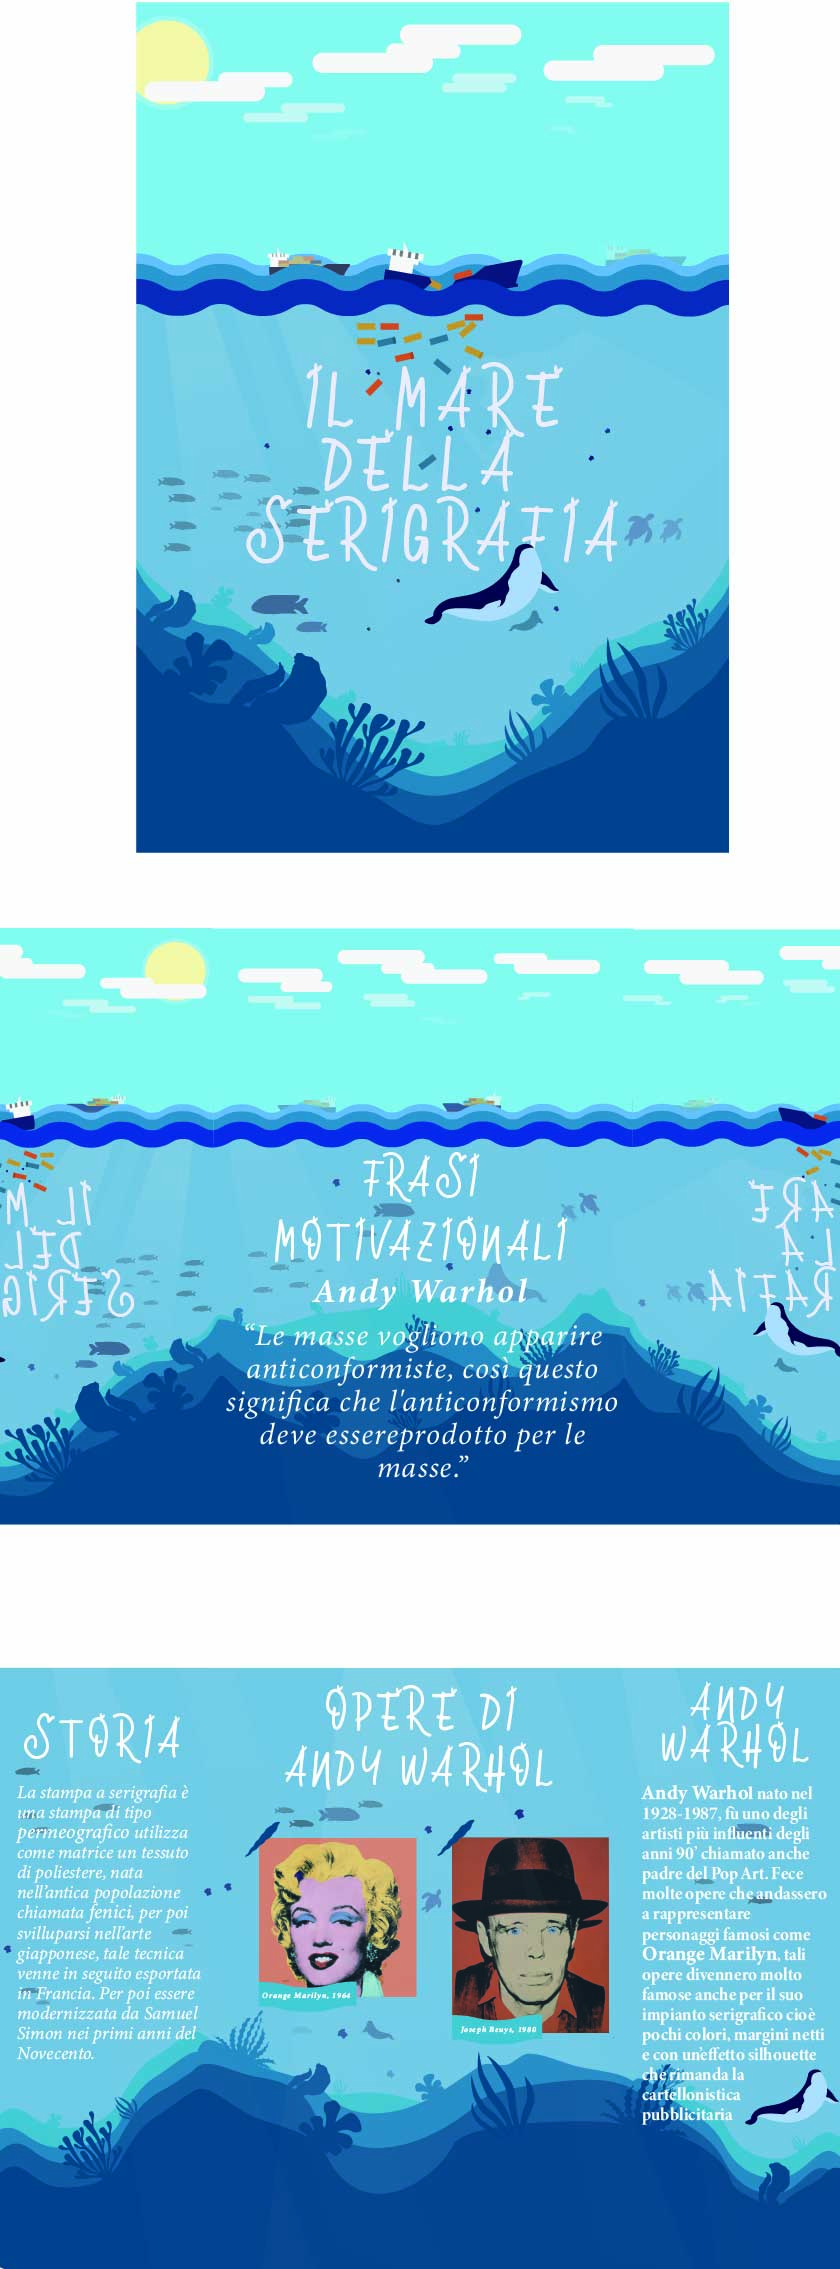 IL MARE
DELLA
SERIGRAFIA
FRASI
MOTIVAZIONALI
Andy Warhol
“Le masse vogliono apparire
anticonformiste, così questo
significa che l'anticonformismo
deve essereprodotto per le
masse.”
IL M
DEL
SERIG
ARE
LA
RAFIA
STORIA
La stampa a serigrafia è
una stampa di tipo
permeografico utilizza
come matrice un tessuto
di poliestere, nata
nell'antica popolazione
chiamata fenici, per poi
svilluparsi nell'arte
giapponese, tale tecnica
venne in seguito esportata
in Francia. Per poi essere
modernizzata da Samuel
Simon nei primi anni del
Novecento.
OPERE DI
ANDY WARHOL
Orange Marilyn, 1964
Joseph Beuys, 1980
ANDY
WARHOL
Andy Warhol nato nel
1928-1987, fù uno degli
artisti più influenti degli
anni 90' chiamato anche
padre del Pop Art. Fece
molte opere che andassero
a rappresentare
personaggi famosi come
Orange Marilyn, tali
opere divennero molto
famose anche per il suo
impianto serigrafico cioè
pochi colori, margini netti
e con un'effetto silhouette
che rimanda la
cartellonistica
pubblicitaria